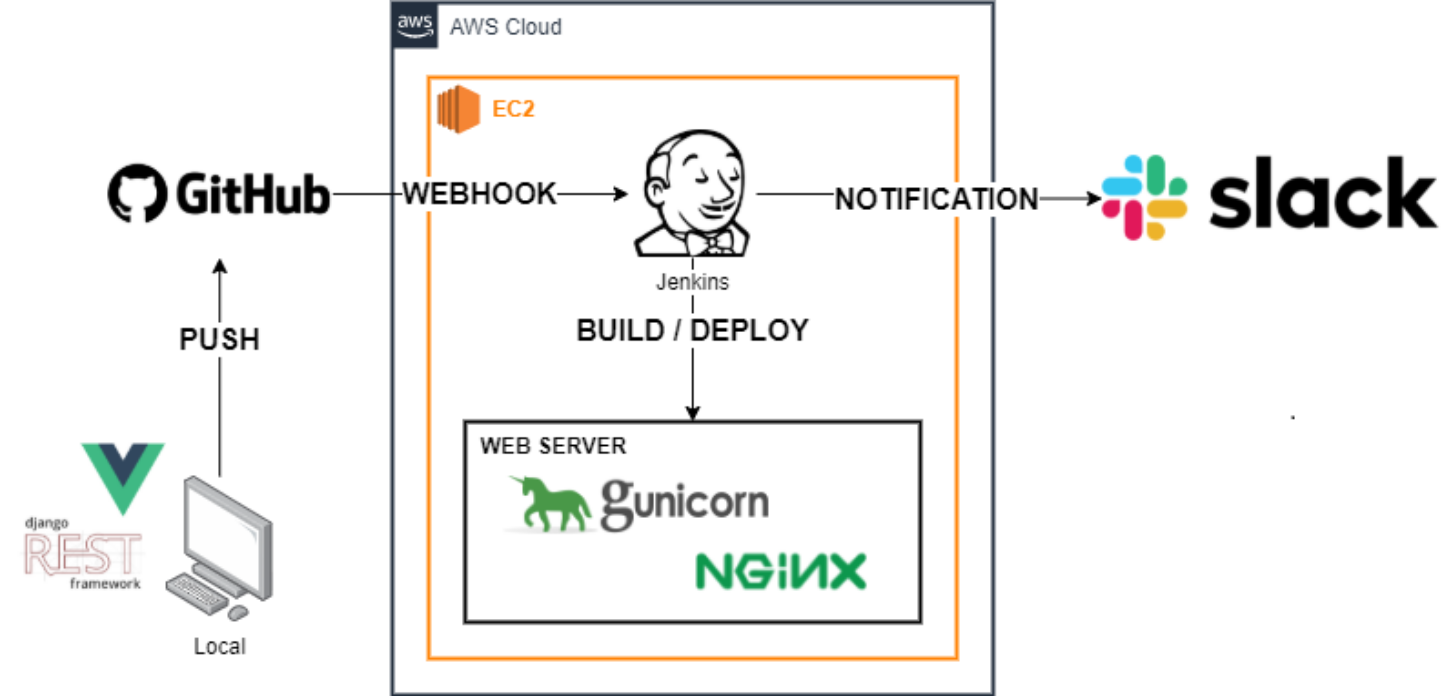 aws
AWS Cloud
EC2
GitHub
WEBHOOK
NOTIFICATION
slack
Jenkins
PUSH
BUILD / DEPLOY
WEB SERVER
gunicorn
NGINX
django
REST
framework
Local